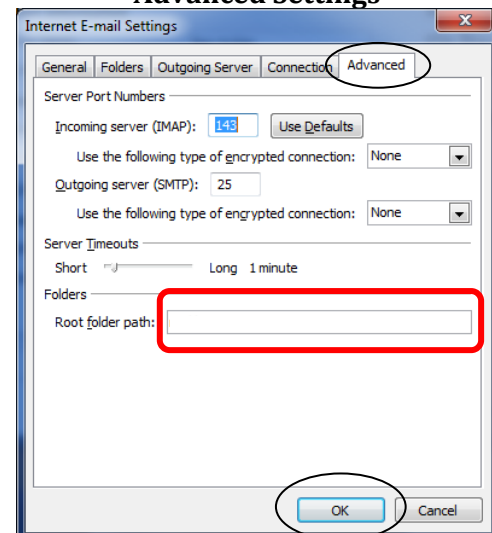 Advanced Settings
Internet E-mail Settings
X
General Folders Outgoing Server Connection Advanced
Server Port Numbers
Incoming server (IMAP): 143 Use Defaults
Use the following type of encrypted connection: None
Outgoing server (SMTP): 25
Use the following type of encrypted connection: None
Server Timeouts
Short Long 1 minute
Folders
Root folder path:
OK Cancel